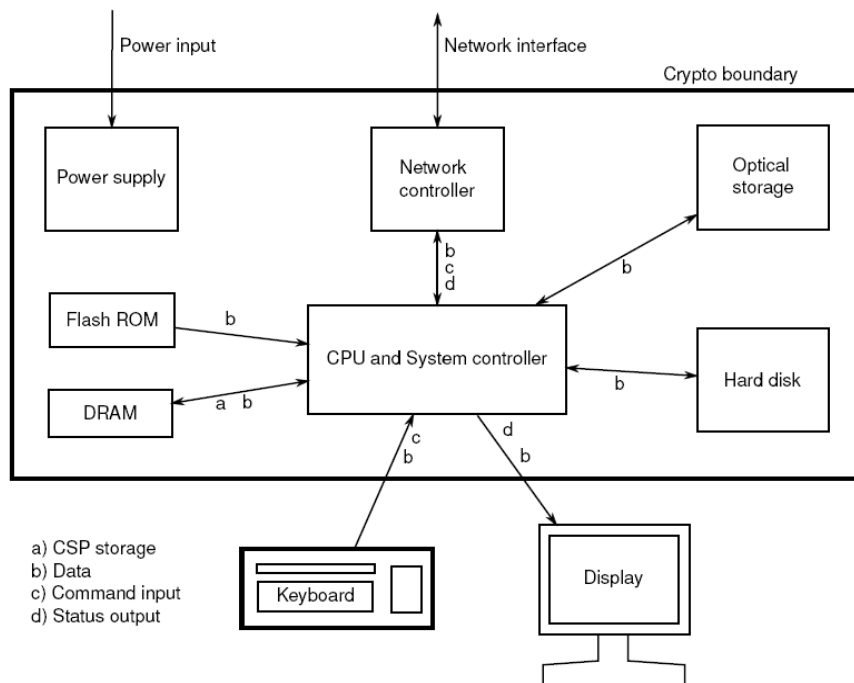 Power input
Network interface
Crypto boundary
Power supply
Network
controller
Optical
storage
b
c
d
b
Flash ROM
b
CPU and System controller
b
Hard disk
DRAM
a b
c
b
d
b
a) CSP storage
b) Data
c) Command input
d) Status output
Keyboard
Display